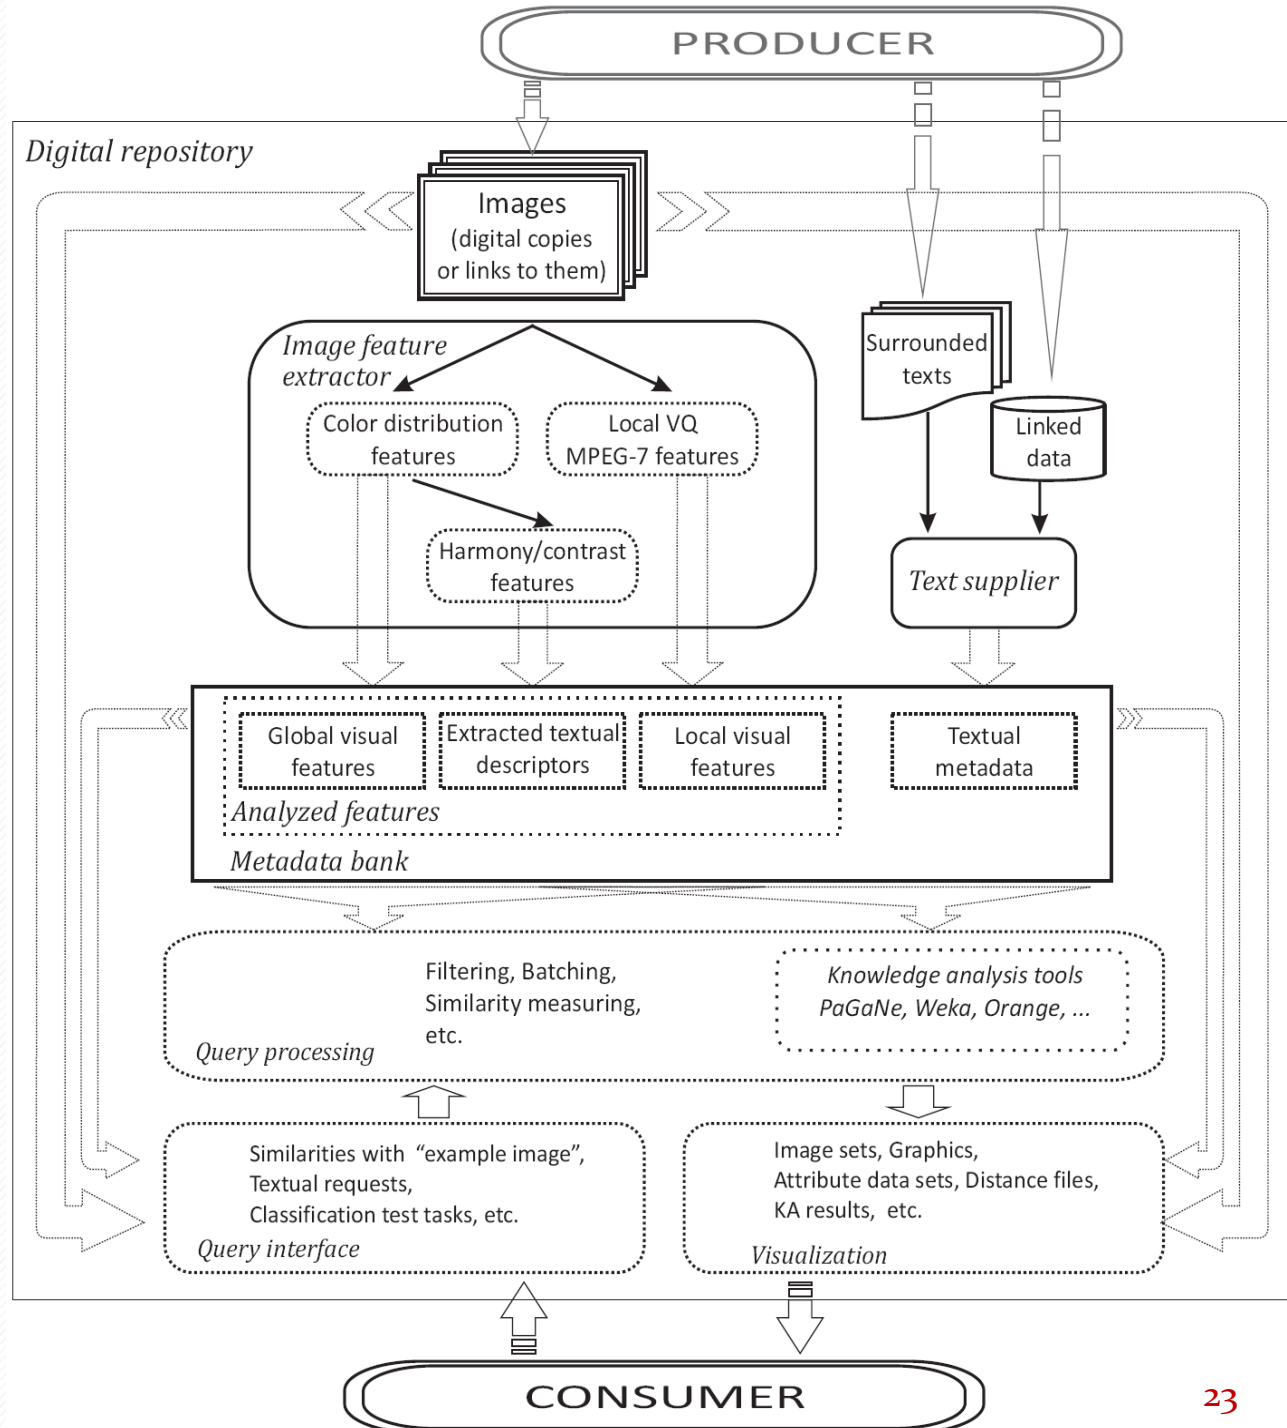 PRODUCER
Digital repository
Images
(digital copies
or links to them)
Image feature
extractor
Surrounded
texts
Color distribution
features
Local VQ
MPEG-7 features
Linked
data
Harmony/contrast
features
Text supplier
Global visual
features
Extracted textual
descriptors
Local visual
features
Textual
metadata
Analyzed features
Metadata bank
Filtering, Batching,
Similarity measuring,
etc.
Knowledge analysis tools
PaGaNe, Weka, Orange, ...
Query processing
Similarities with “example image”,
Textual requests,
Classification test tasks, etc.
Query interface
Image sets, Graphics,
Attribute data sets, Distance files,
KA results, etc.
Visualization
CONSUMER
23